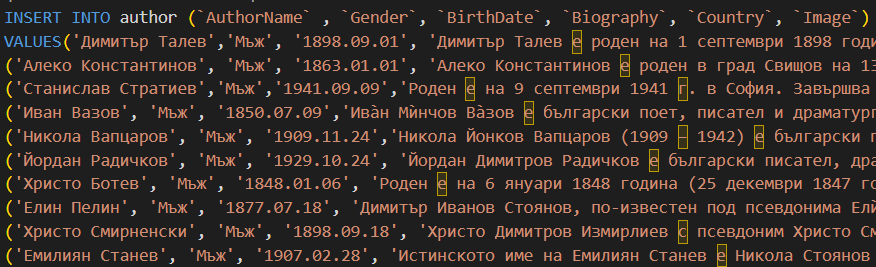 INSERT INTO author (`AuthorName` , `Gender`, `BirthDate`, `Biography`, `Country`, `Image`)
VALUES('Димитър Талев','Мъж', '1898.09.01', 'Димитър Талев е роден на 1 септември 1898 годи
('Алеко Константинов', 'Мъж', '1863.01.01', 'Алеко Константинов е роден в град Свищов на 13
('Станислав Стратиев','Мъж','1941.09.09','Роден е на 9 септември 1941 г. в София. Завършва
('Иван Вазов', 'Мъж', '1850.07.09','Ива̀н Мѝнчов Ва̀зов е български поет, писател и драматург
('Никола Вапцаров', 'Мъж', '1909.11.24','Никола Йонков Вапцаров (1909 – 1942) е български п
('Йордан Радичков', 'Мъж', '1929.10.24', 'Йордан Димитров Радичков е български писател, дра
('Христо Ботев', 'Мъж', '1848.01.06', 'Роден е на 6 януари 1848 година (25 декември 1847 го
('Елин Пелин', 'Мъж', '1877.07.18', 'Димитър Иванов Стоянов, по-известен под псевдонима Елѝ
('Христо Смирненски', 'Мъж', '1898.09.18', 'Христо Димитров Измирлиев с псевдоним Христо См
('Емилиян Станев', 'Мъж', '1907.02.28', 'Истинското име на Емилиян Станев е Никола Стоянов